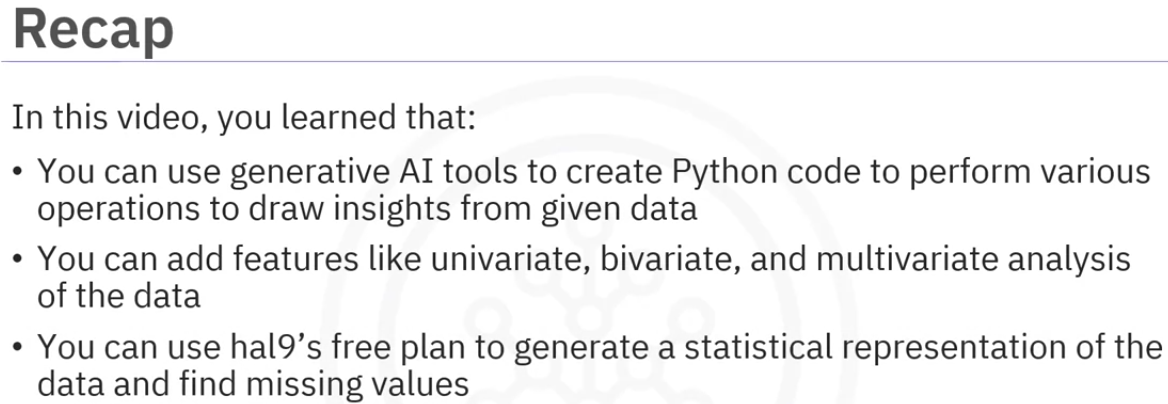 Recap
In this video, you learned that:
• You can use generative AI tools to create Python code to perform various
operations to draw insights from given data
• You can add features like univariate, bivariate, and multivariate analysis
of the data
• You can use hal9’s free plan to generate a statistical representation of the
data and find missing values